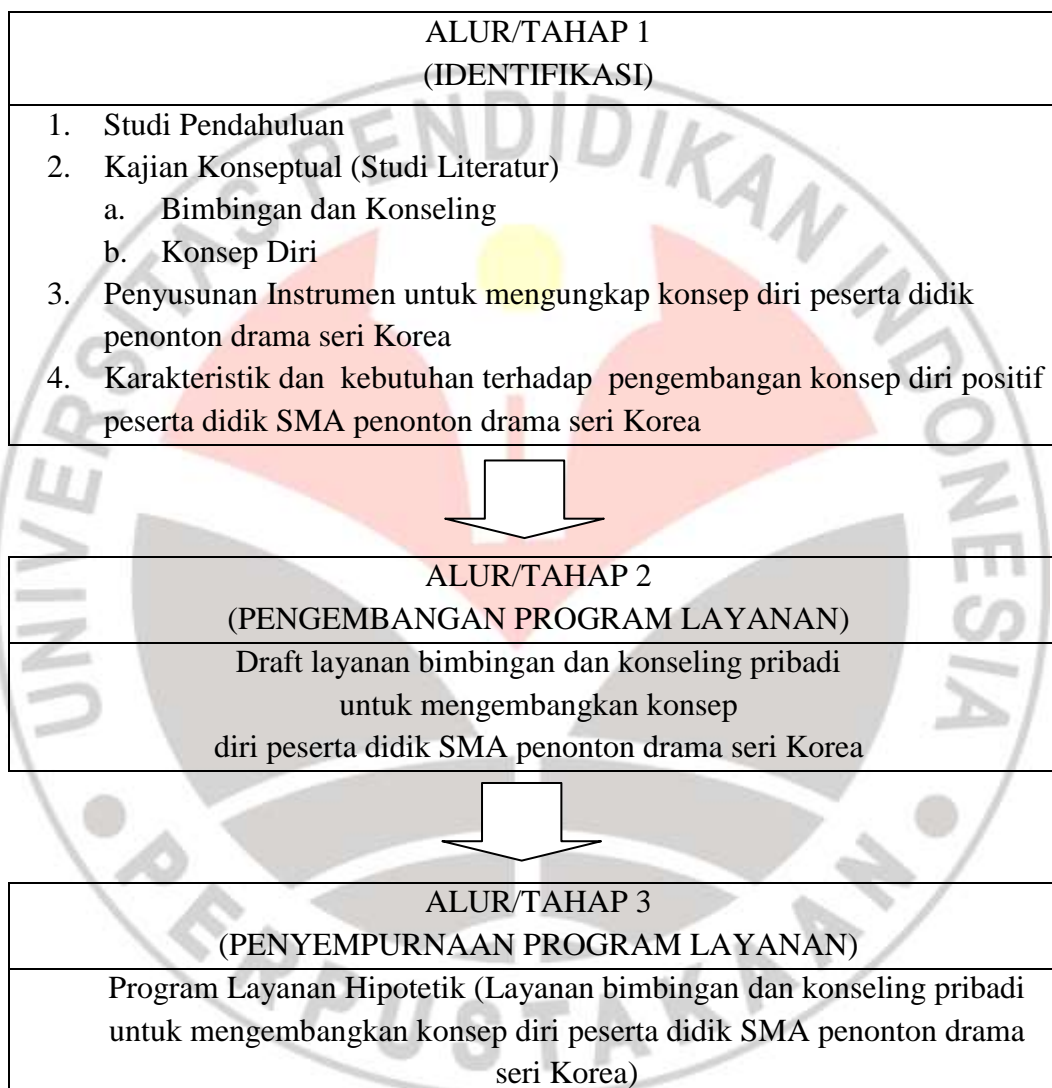 ALUR/TAHAP 1
(IDENTIFIKASI)
1. Studi Pendahuluan
2. Kajian Konseptual (Studi Literatur)
a. Bimbingan dan Konseling
b. Konsep Diri
3. Penyusunan Instrumen untuk mengungkap konsep diri peserta didik
penonton drama seri Korea
4. Karakteristik dan kebutuhan terhadap pengembangan konsep diri positif
peserta didik SMA penonton drama seri Korea
ALUR/TAHAP 2
(PENGEMBANGAN PROGRAM LAYANAN)
Draft layanan bimbingan dan konseling pribadi
untuk mengembangkan konsep
diri peserta didik SMA penonton drama seri Korea
ALUR/TAHAP 3
(PENYEMPURNAAN PROGRAM LAYANAN)
Program Layanan Hipotetik (Layanan bimbingan dan konseling pribadi
untuk mengembangkan konsep diri peserta didik SMA penonton drama
seri Korea)
UNIVERSITAS PENDIDIKAN INDONESIA
PERPUSTAKAAN